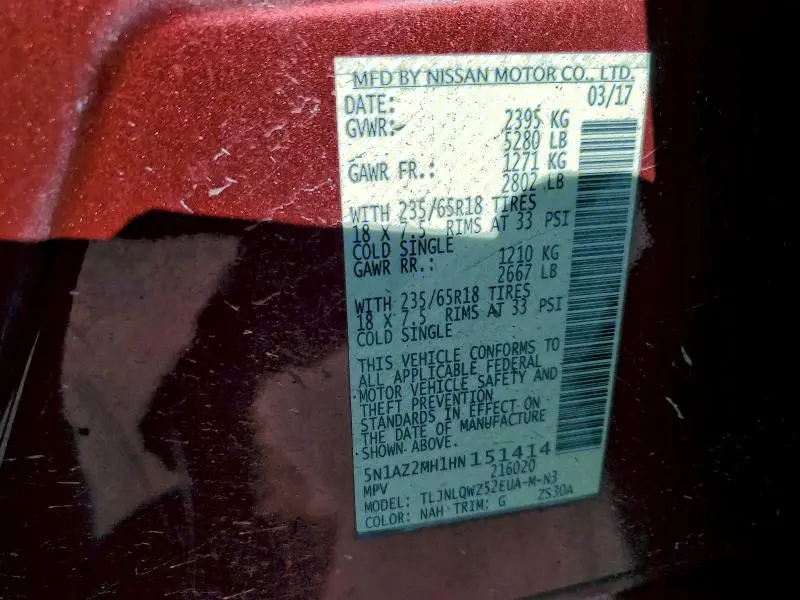 MFD BY NISSAN MOTOR CO., LTD.
DATE: 03/17
GVWR: 2395 KG
5280 LB
GAWR FR.: 1271 KG
2802 LB
WITH 235/65R18 TIRES
18 X 7.5 RIMS AT 33 PSI
COLD SINGLE
GAWR RR.: 1210 KG
2667 LB
WITH 235/65R18 TIRES
18 X 7.5 RIMS AT 33 PSI
COLD SINGLE
THIS VEHICLE CONFORMS TO
ALL APPLICABLE FEDERAL
MOTOR VEHICLE SAFETY AND
THEFT PREVENTION
STANDARDS IN EFFECT ON
THE DATE OF MANUFACTURE
SHOWN ABOVE.
5N1AZ2MH1HN151414
216020
MPV
MODEL: TLJNLQWZ52EUA-M-N3
COLOR: NAH TRIM: G ZS30A